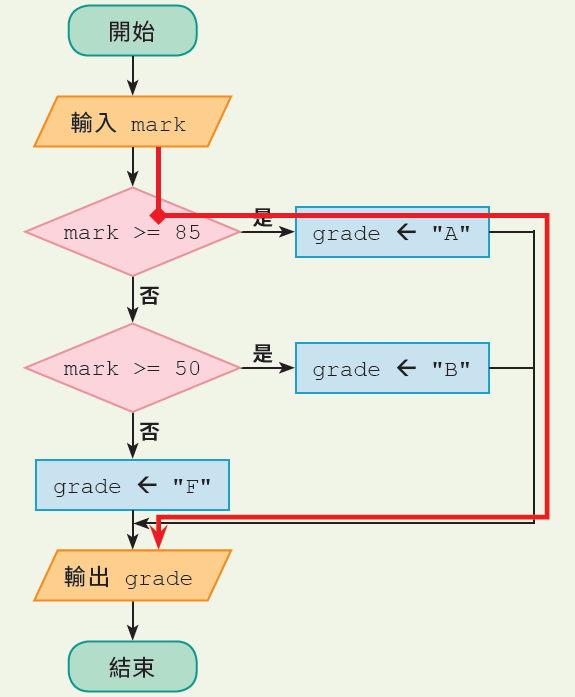 開始
輸入 mark
mark >= 85
是
grade ← "A"
否
mark >= 50
是
grade ← "B"
否
grade ← "F"
輸出 grade
結束